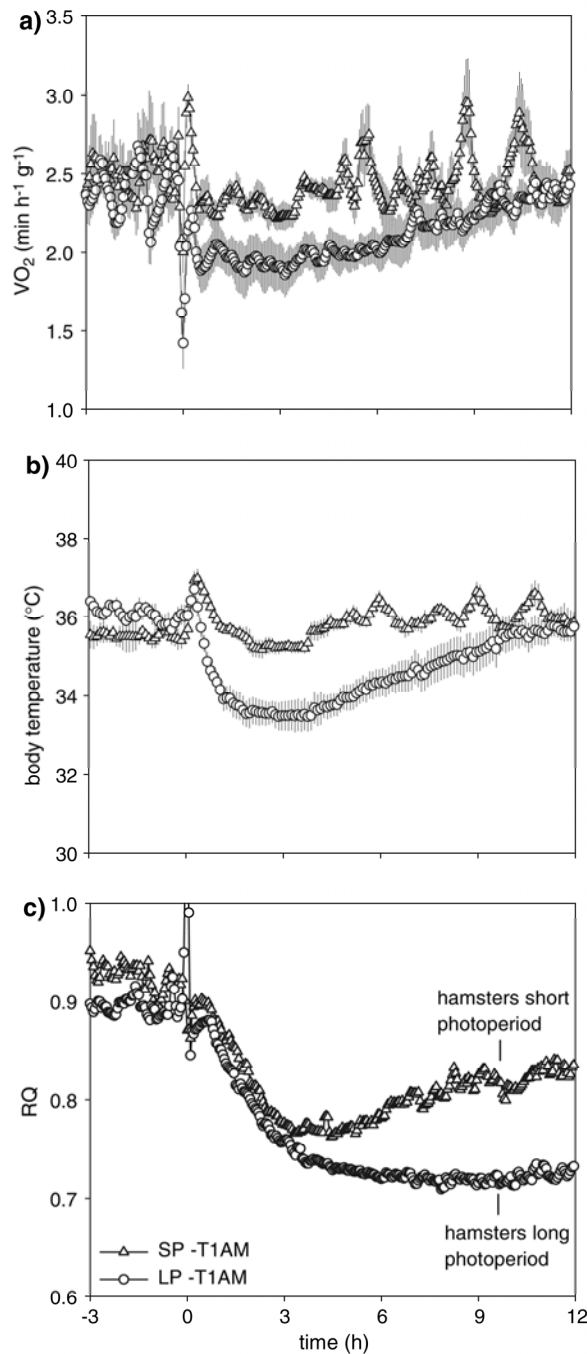 a)
3.5
3.0
2.5
2.0
1.5
1.0
VO2 (min h-1 g-1)
b)
40
38
36
34
32
30
body temperature (°C)
c)
1.0
0.9
0.8
0.7
0.6
RQ
hamsters short
photoperiod
hamsters long
photoperiod
SP -T1AM
LP -T1AM
-3 0 3 6 9 12
time (h)